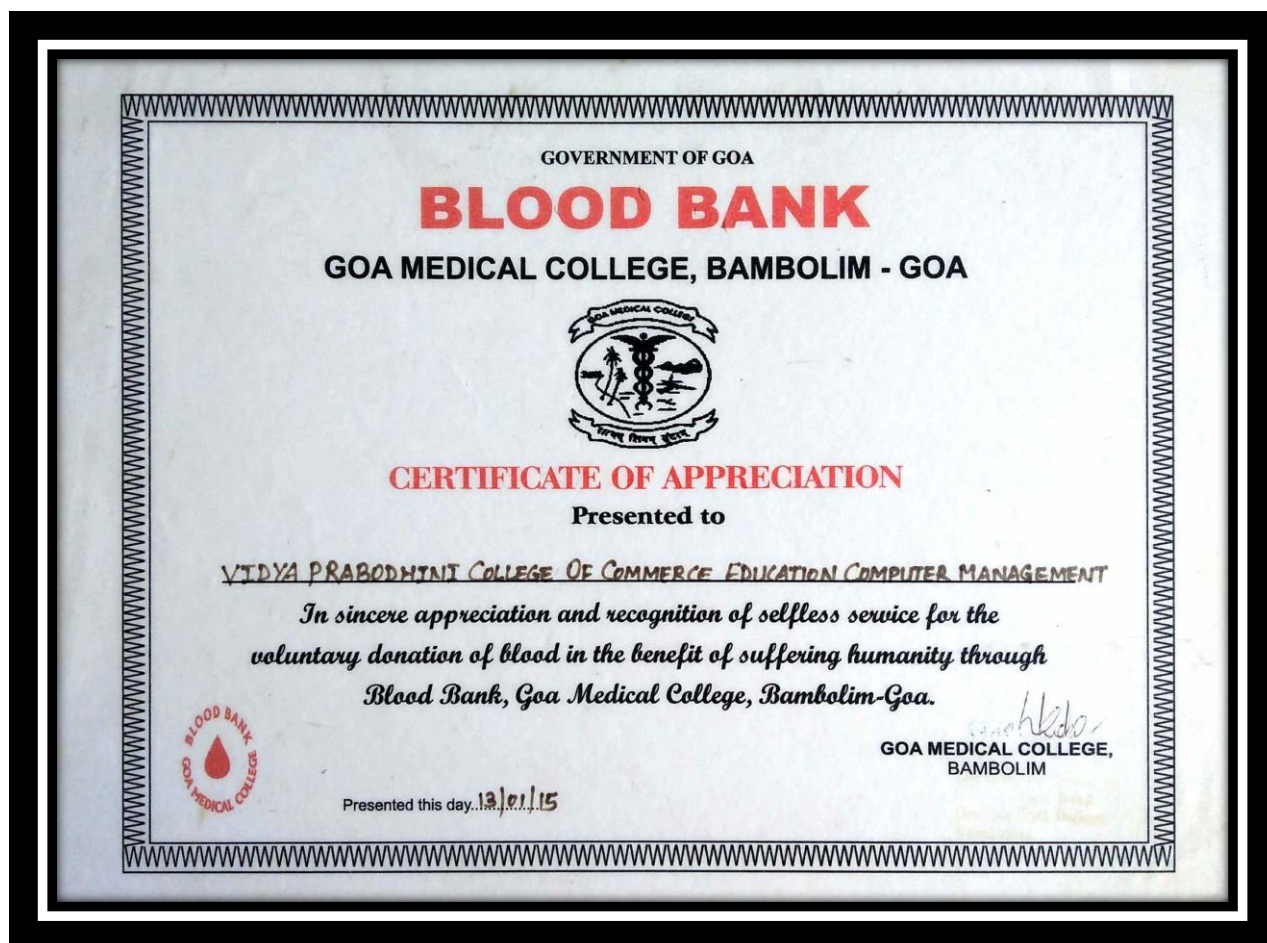 GOVERNMENT OF GOA
BLOOD BANK
GOA MEDICAL COLLEGE, BAMBOLIM - GOA
GOA MEDICAL COLLEGE
CERTIFICATE OF APPRECIATION
Presented to
VIDYA PRABODHINI COLLEGE OF COMMERCE EDUCATION COMPUTER MANAGEMENT
In sincere appreciation and recognition of selfless service for the
voluntary donation of blood in the benefit of suffering humanity through
Blood Bank, Goa Medical College, Bambolim-Goa.
BLOOD BANK
GOA MEDICAL COLLEGE
GOA MEDICAL COLLEGE,
BAMBOLIM
Presented this day..13/01/15